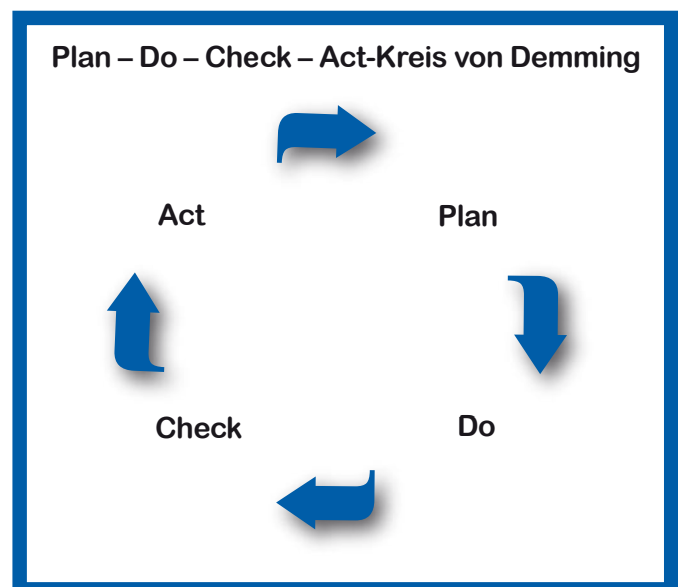 Plan – Do – Check – Act-Kreis von Demming
Act Plan
Check Do